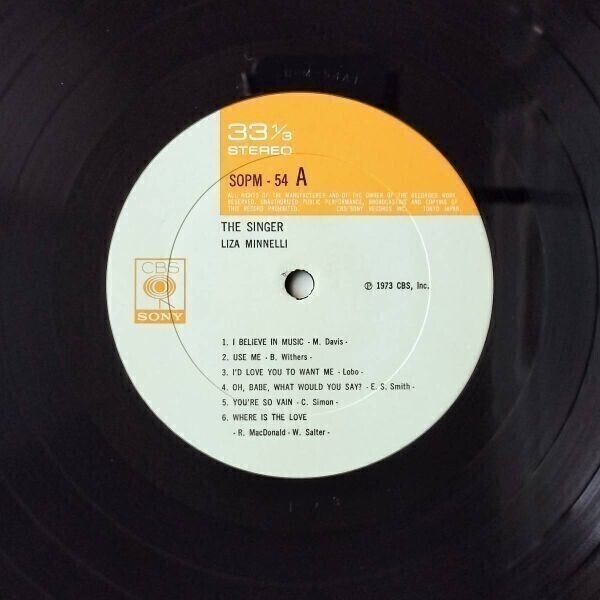 33 1/3
STEREO
SOPM - 54 A
ALL RIGHTS OF THE MANUFACTURER AND OF THE OWNER OF THE RECORDED WORK
RESERVED. UNAUTHORIZED PUBLIC PERFORMANCE, BROADCASTING AND COPYING OF
THIS RECORD PROHIBITED. CBS/SONY RECORDS INC. TOKYO JAPAN.
THE SINGER
LIZA MINNELLI
CBS
SONY
℗ 1973 CBS, Inc.
1. I BELIEVE IN MUSIC - M. Davis -
2. USE ME - B. Withers -
3. I'D LOVE YOU TO WANT ME - Lobo -
4. OH, BABE, WHAT WOULD YOU SAY? - E. S. Smith -
5. YOU'RE SO VAIN - C. Simon -
6. WHERE IS THE LOVE
- R. MacDonald - W. Salter -